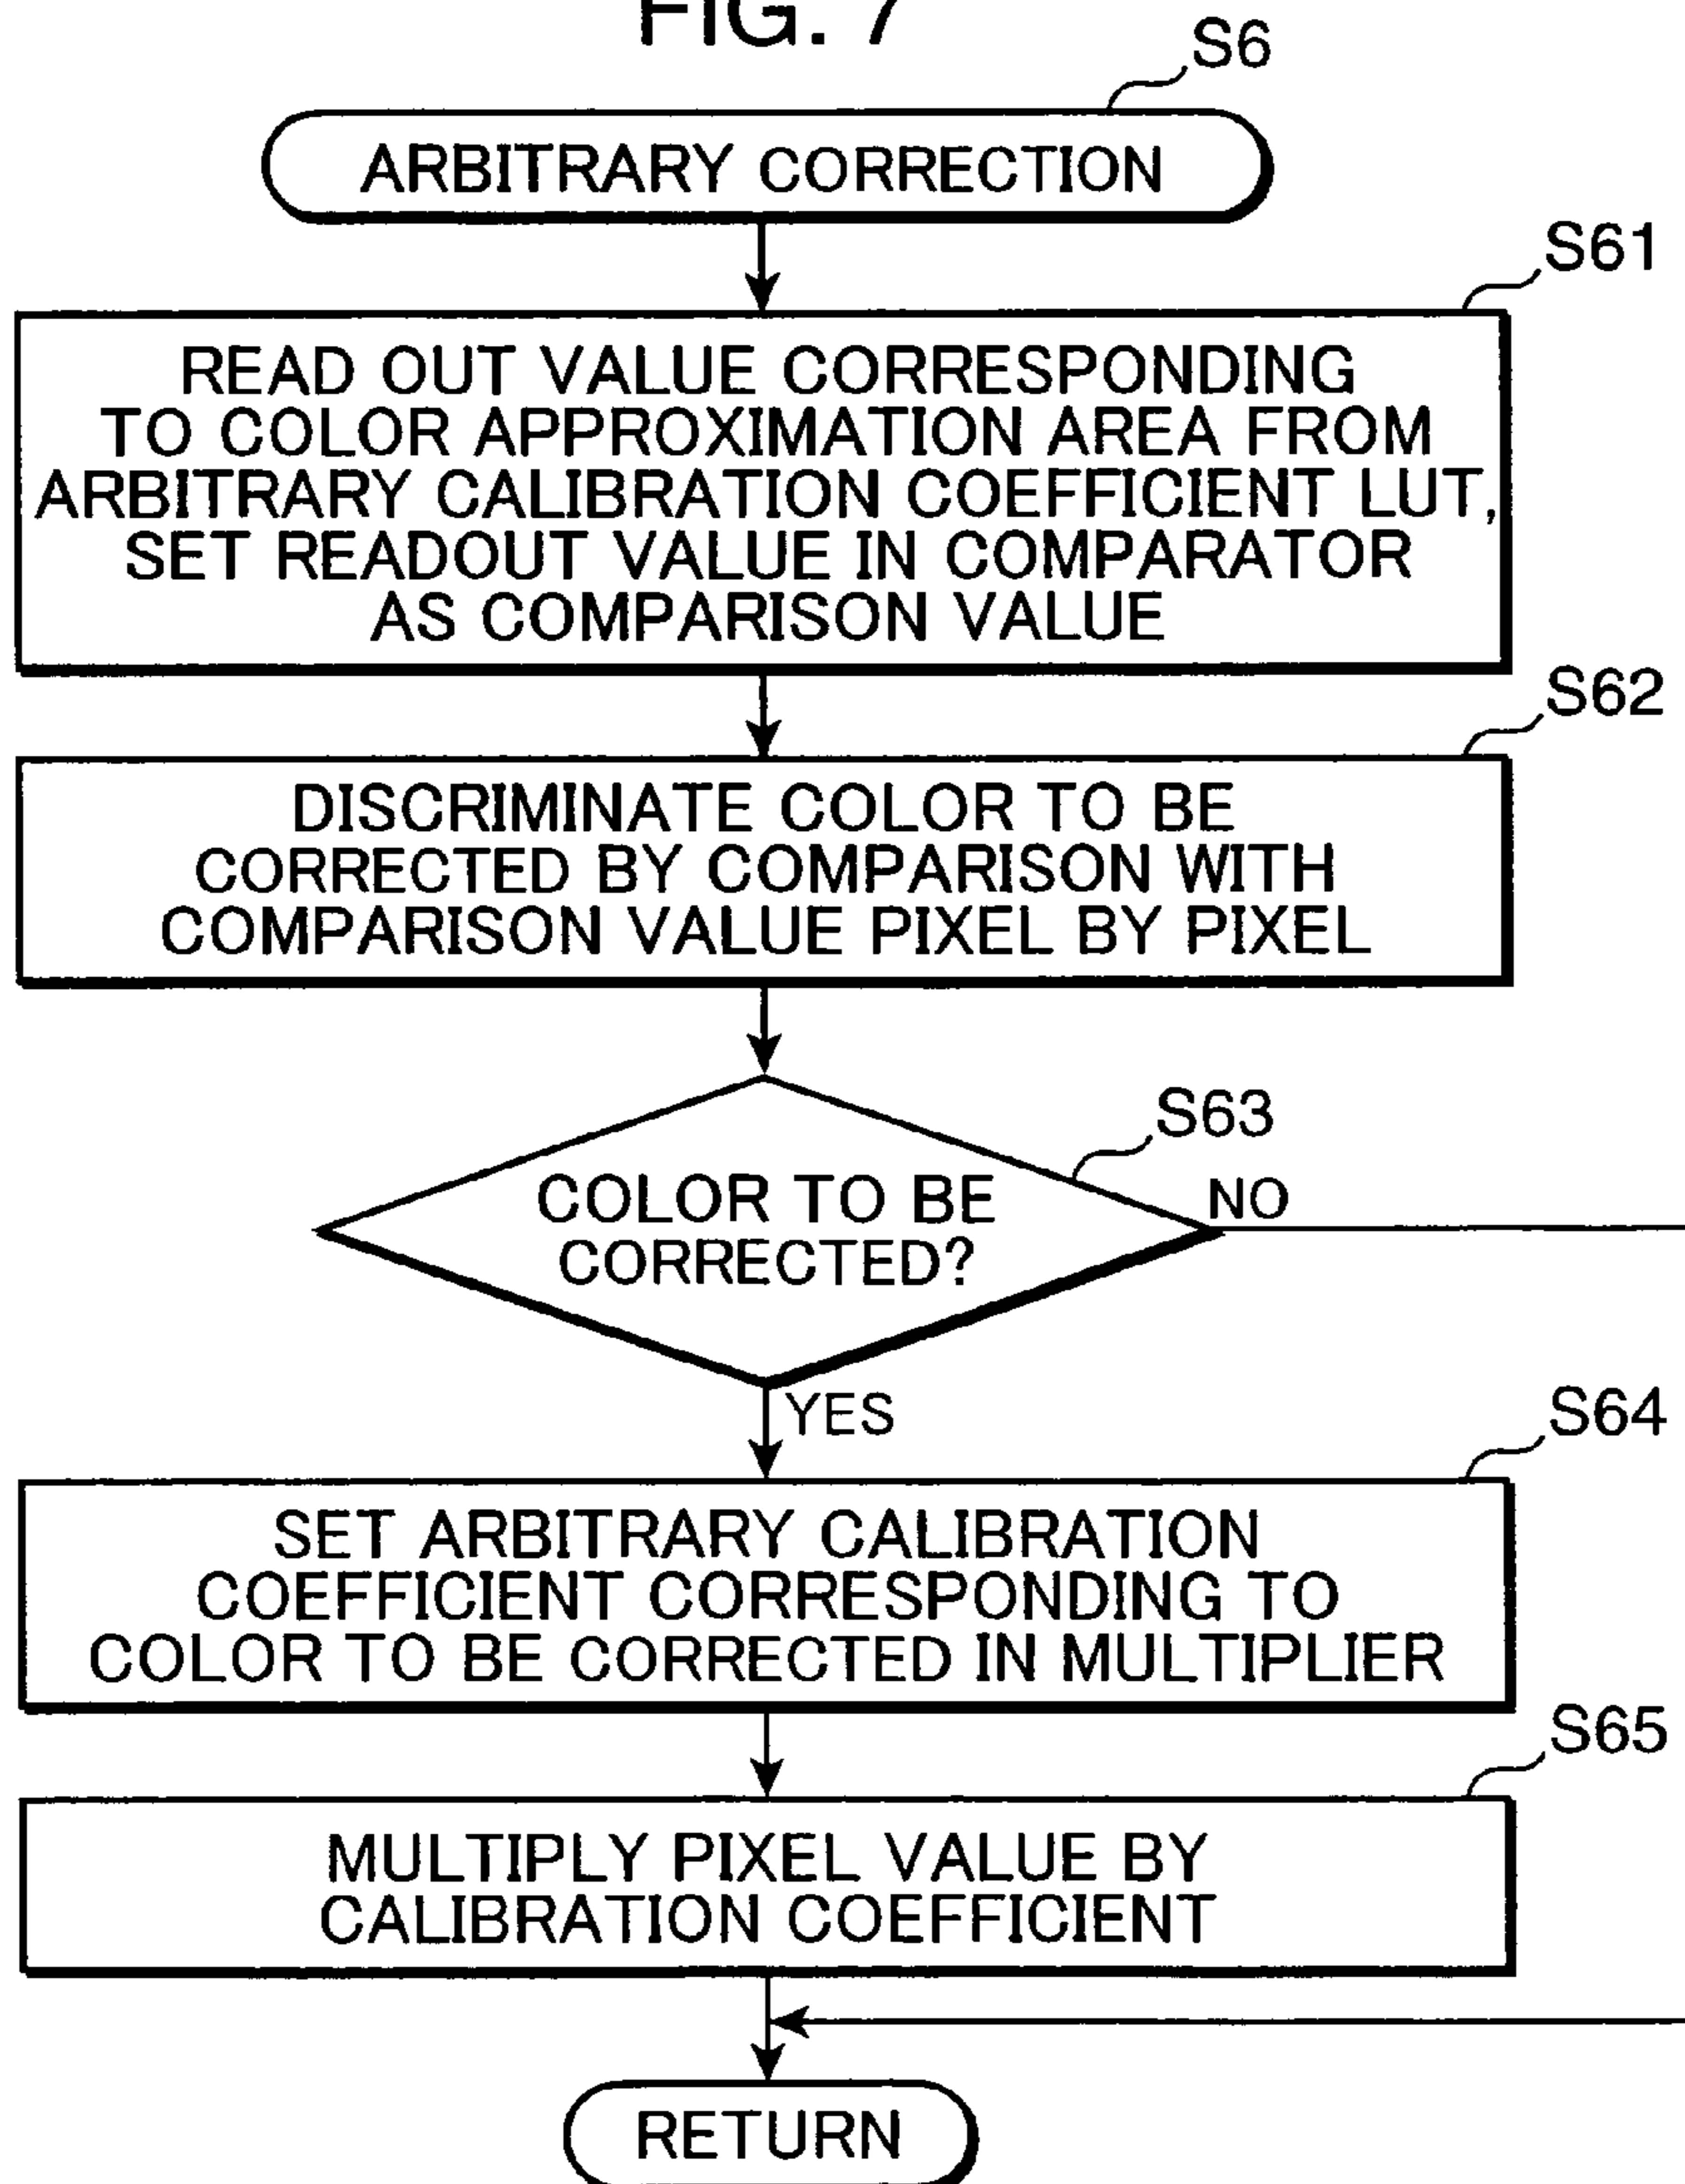 FIG. 7
S6
ARBITRARY CORRECTION
S61
READ OUT VALUE CORRESPONDING
TO COLOR APPROXIMATION AREA FROM
ARBITRARY CALIBRATION COEFFICIENT LUT,
SET READOUT VALUE IN COMPARATOR
AS COMPARISON VALUE
S62
DISCRIMINATE COLOR TO BE
CORRECTED BY COMPARISON WITH
COMPARISON VALUE PIXEL BY PIXEL
S63
COLOR TO BE
CORRECTED?
NO
YES
S64
SET ARBITRARY CALIBRATION
COEFFICIENT CORRESPONDING TO
COLOR TO BE CORRECTED IN MULTIPLIER
S65
MULTIPLY PIXEL VALUE BY
CALIBRATION COEFFICIENT
RETURN